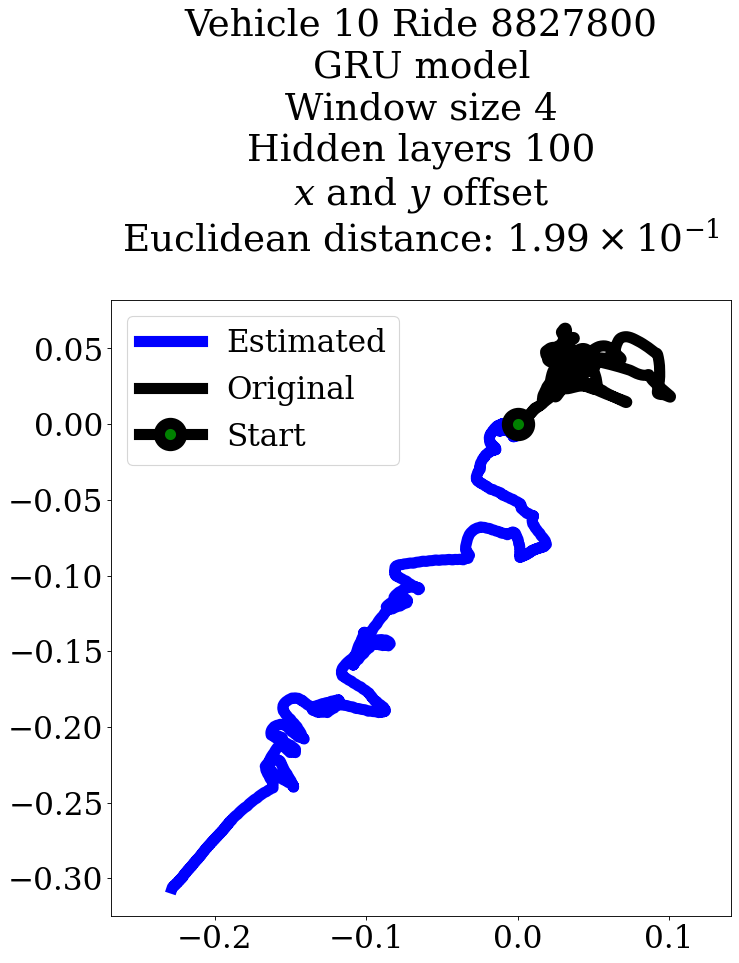 Vehicle 10 Ride 8827800
GRU model
Window size 4
Hidden layers 100
x and y offset
Euclidean distance: 1.99 × 10⁻¹
Estimated
Original
Start
0.05
0.00
−0.05
−0.10
−0.15
−0.20
−0.25
−0.30
−0.2 −0.1 0.0 0.1